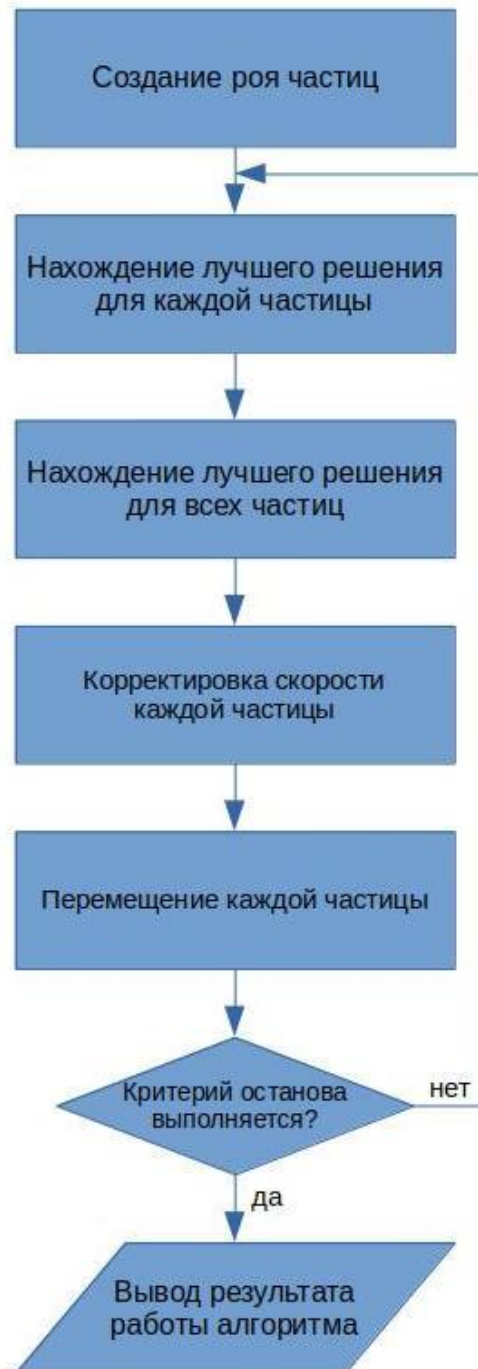 Создание роя частиц
Нахождение лучшего решения
для каждой частицы
Нахождение лучшего решения
для всех частиц
Корректировка скорости
каждой частицы
Перемещение каждой частицы
Критерий останова
выполняется?
нет
да
Вывод результата
работы алгоритма